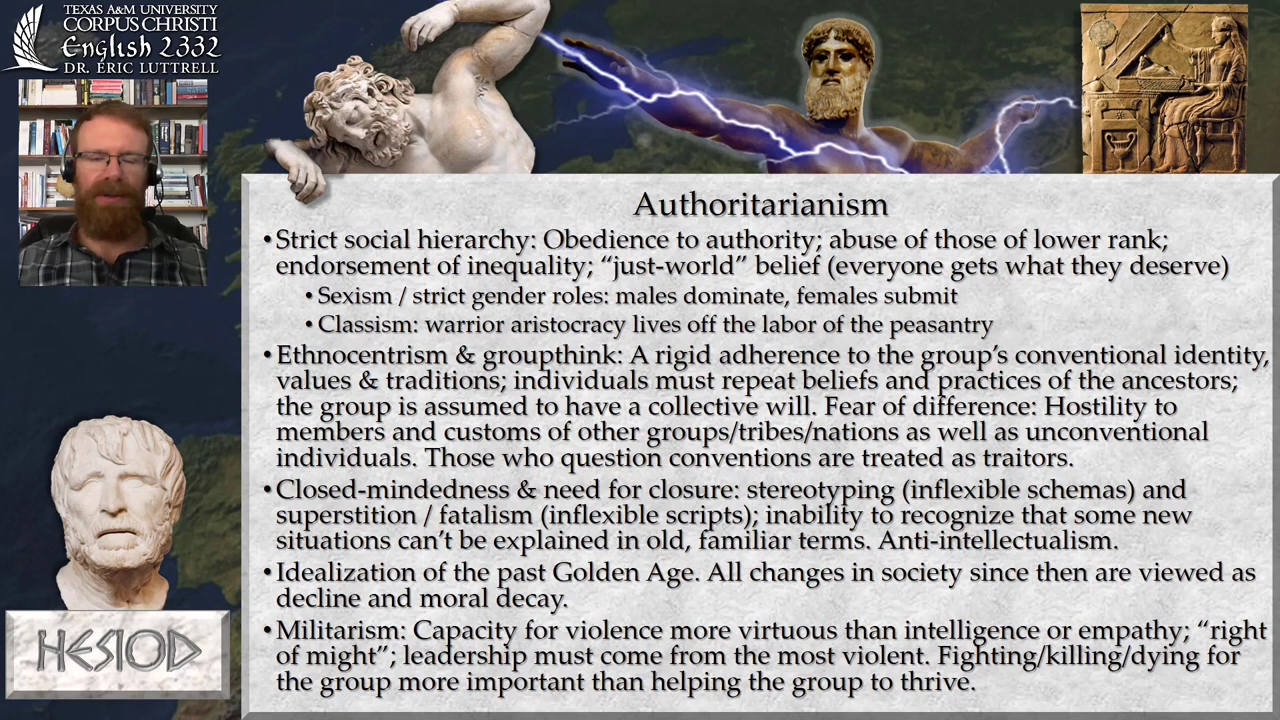 TEXAS A&M UNIVERSITY
CORPUS CHRISTI
English 2332
DR. ERIC LUTTRELL
Authoritarianism
• Strict social hierarchy: Obedience to authority; abuse of those of lower rank;
endorsement of inequality; “just-world” belief (everyone gets what they deserve)
• Sexism / strict gender roles: males dominate, females submit
• Classism: warrior aristocracy lives off the labor of the peasantry
• Ethnocentrism & groupthink: A rigid adherence to the group’s conventional identity,
values & traditions; individuals must repeat beliefs and practices of the ancestors;
the group is assumed to have a collective will. Fear of difference: Hostility to
members and customs of other groups/tribes/nations as well as unconventional
individuals. Those who question conventions are treated as traitors.
• Closed-mindedness & need for closure: stereotyping (inflexible schemas) and
superstition / fatalism (inflexible scripts); inability to recognize that some new
situations can’t be explained in old, familiar terms. Anti-intellectualism.
• Idealization of the past Golden Age. All changes in society since then are viewed as
decline and moral decay.
• Militarism: Capacity for violence more virtuous than intelligence or empathy; “right
of might”; leadership must come from the most violent. Fighting/killing/dying for
the group more important than helping the group to thrive.
HESIOD